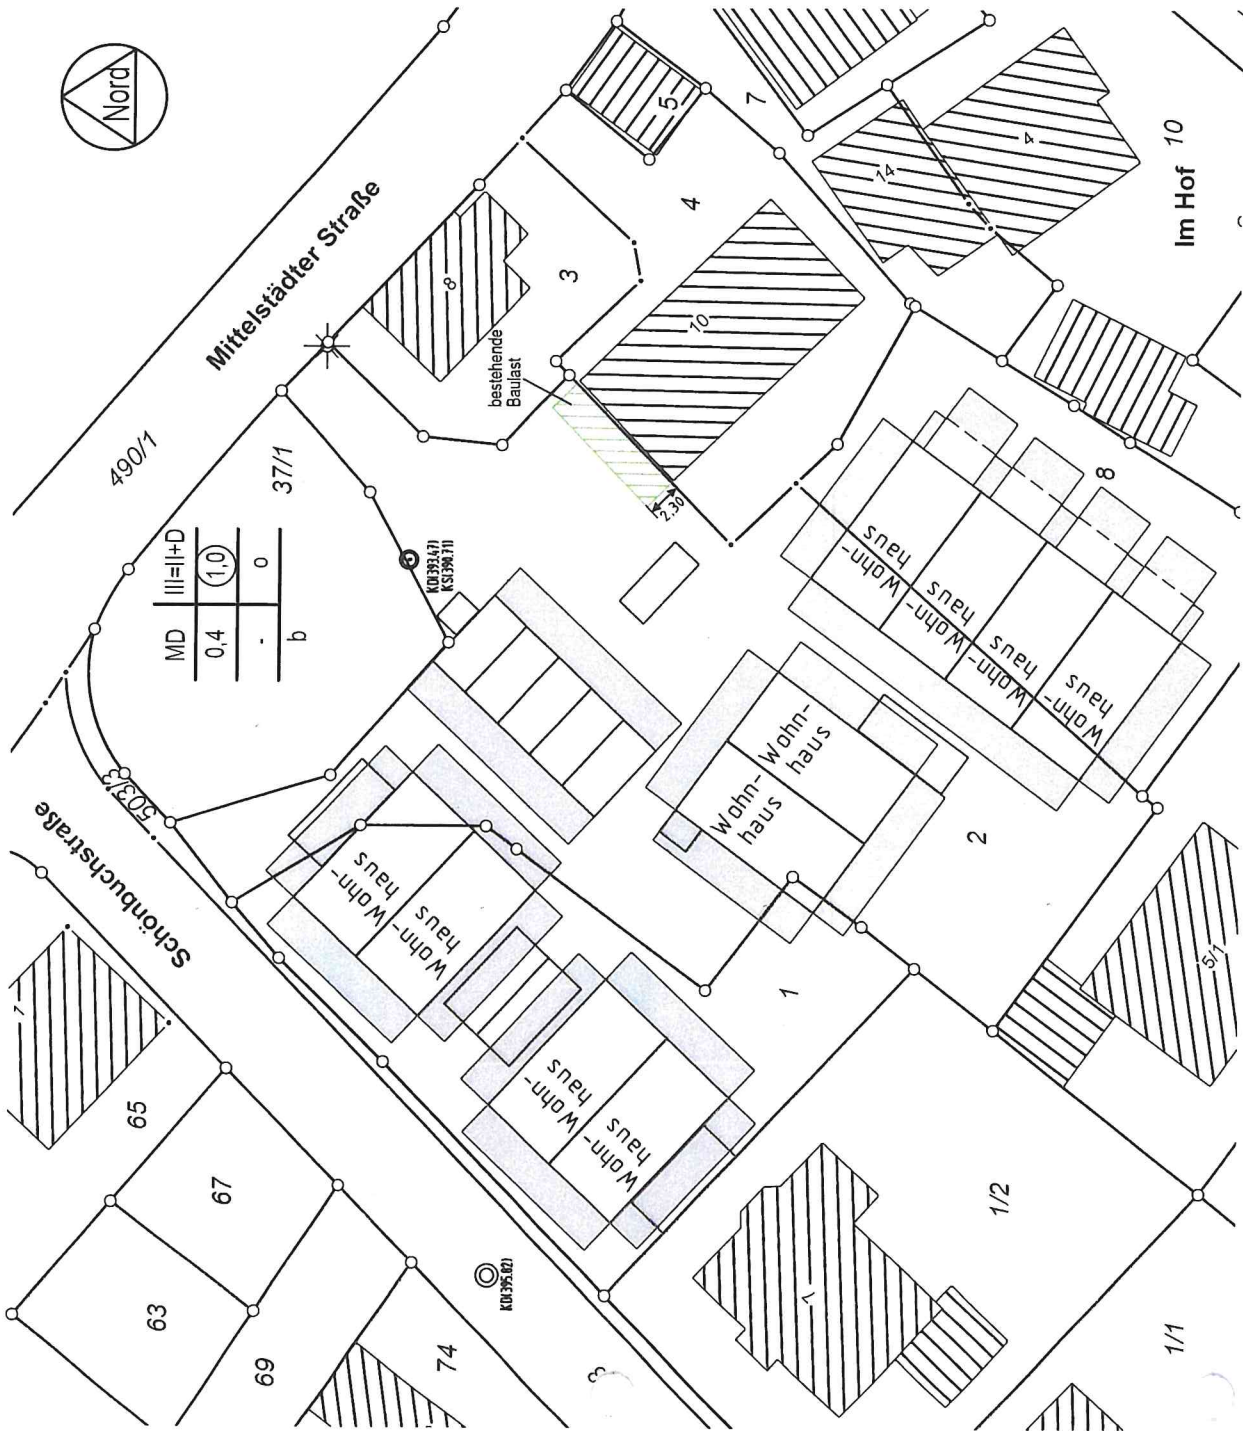 Nord
Mittelstädter Straße
490/1
37/1
MD III=II+D
0,4 1,0
- o
b
KD(393.47)
KS(390.71)
bestehende
Baulast
2.30
8
3
5
4
7
10
14
4
10
Im Hof
8
503/3
Schönbuchstraße
7
65
67
63
69
74
KD(395.82)
Wohn-
haus
Wohn-
haus
Wohn-
haus
Wohn-
haus
Wohn-
haus
Wohn-
haus
Wohn-
haus
Wohn-
haus
Wohn-
haus
Wohn-
haus
2
1
5/1
7
1/2
1/1